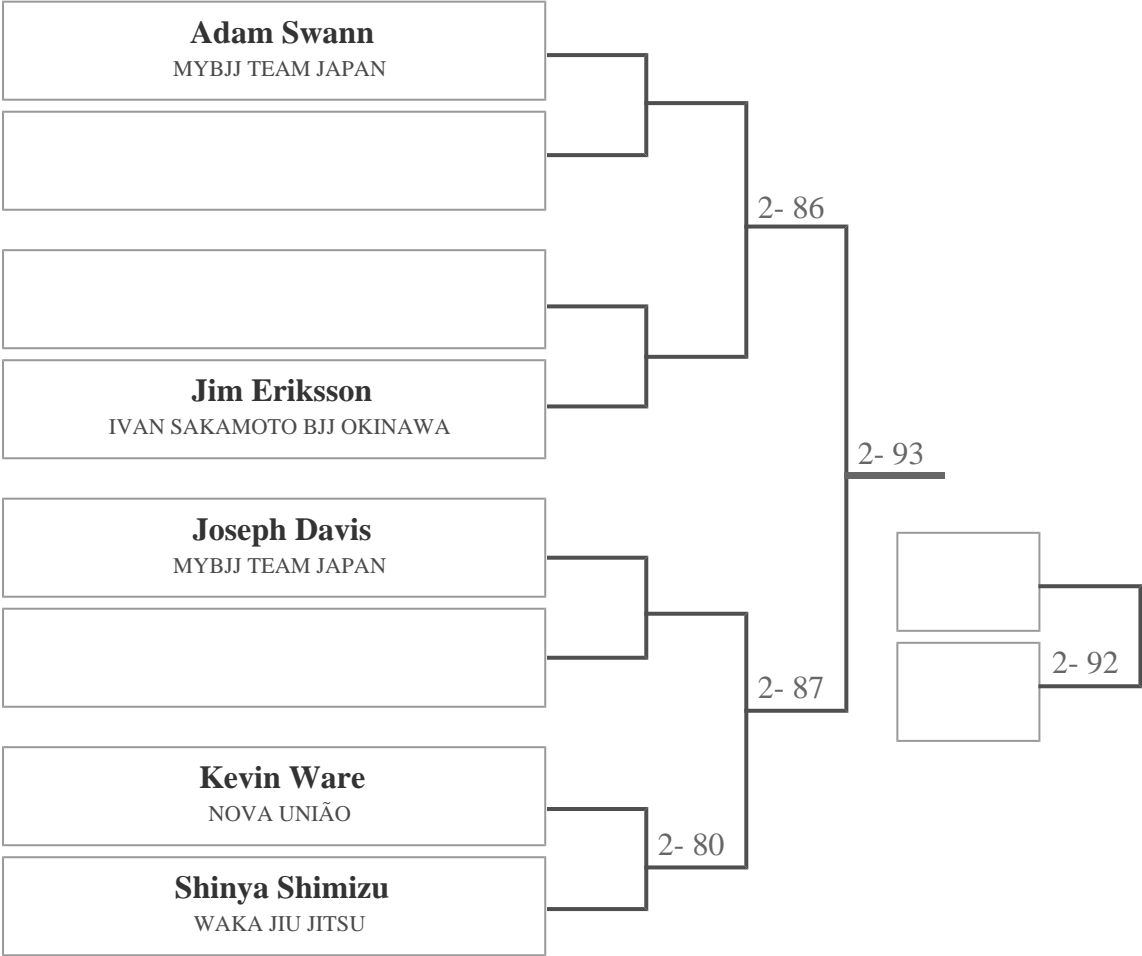 Adam Swann
MYBJJ TEAM JAPAN
2- 86
Jim Eriksson
IVAN SAKAMOTO BJJ OKINAWA
2- 93
Joseph Davis
MYBJJ TEAM JAPAN
2- 92
2- 87
Kevin Ware
NOVA UNIÃO
2- 80
Shinya Shimizu
WAKA JIU JITSU